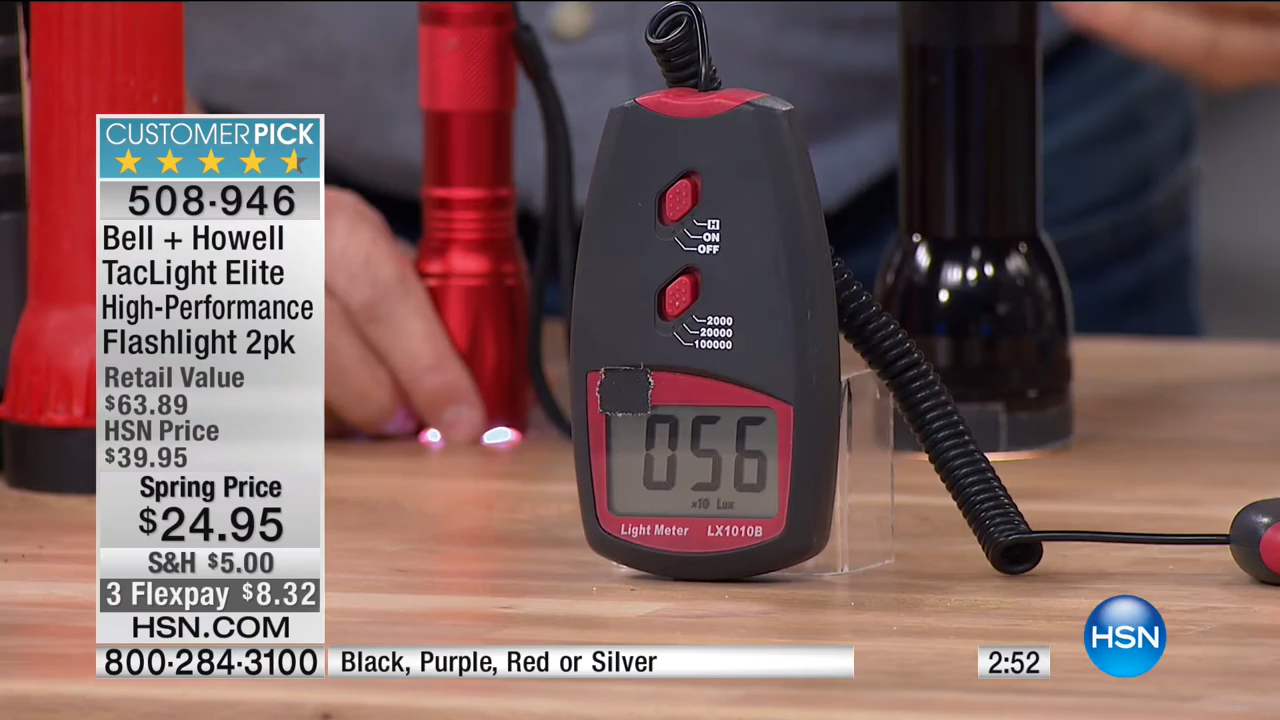 CUSTOMER PICK
508·946
Bell + Howell
TacLight Elite
High-Performance
Flashlight 2pk
Retail Value
$63.89
HSN Price
$39.95
Spring Price
$24.95
S&H $5.00
3 Flexpay $8.32
HSN.COM
800·284·3100
Black, Purple, Red or Silver
2:52
HSN
H
ON
OFF
2000
20000
100000
056
×10 Lux
Light Meter LX1010B